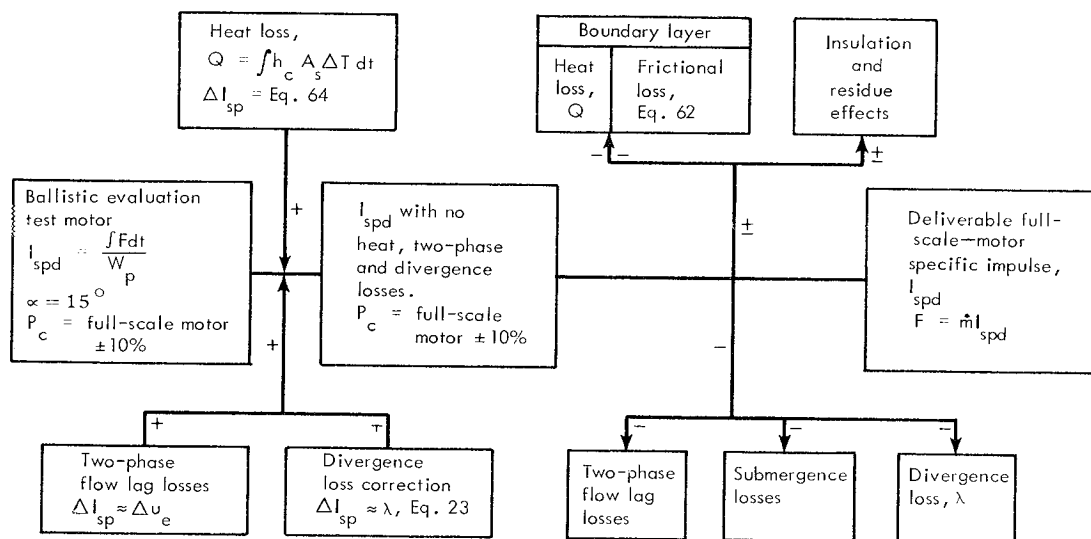 Heat loss,
Q = ∫h_c A_s ΔT dt
ΔI_sp = Eq. 64
Boundary layer
Heat loss, Q
Frictional loss, Eq. 62
Insulation and residue effects
+
−
−
±
Ballistic evaluation
test motor
I_spd = ∫Fdt / W_p
∝ = 15°
P_c = full-scale motor
±10%
I_spd with no
heat, two-phase
and divergence
losses.
P_c = full-scale
motor ±10%
±
Deliverable full-
scale—motor
specific impulse,
I_spd
F = ṁI_spd
+
−
+
+
−
−
−
Two-phase
flow lag losses
ΔI_sp ≈ Δu_e
Divergence
loss correction
ΔI_sp ≈ λ, Eq. 23
Two-phase
flow lag
losses
Submergence
losses
Divergence
loss, λ